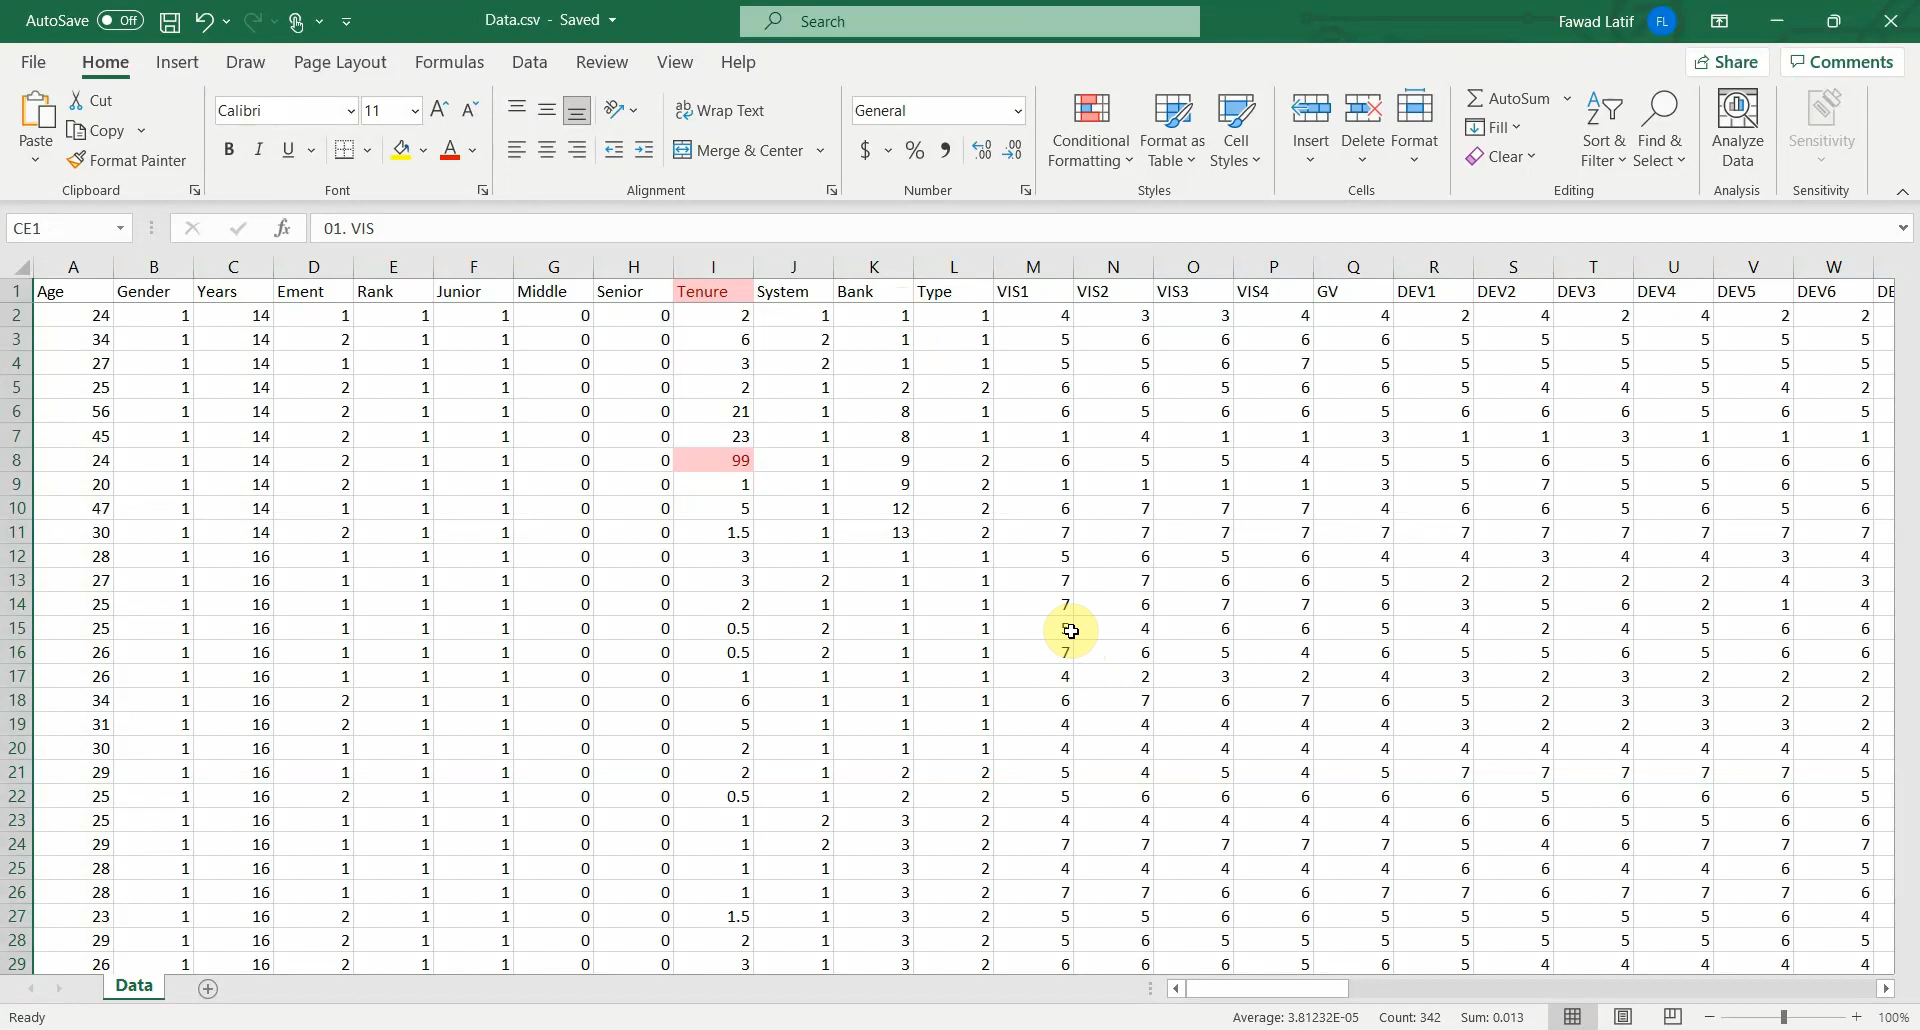 AutoSave Off Data.csv - Saved Search Fawad Latif FL
File Home Insert Draw Page Layout Formulas Data Review View Help Share Comments
Paste Cut Copy Format Painter Clipboard
Calibri 11 B I U A Font
Wrap Text Merge & Center Alignment
General $ % Number
Conditional Formatting Format as Table Cell Styles Styles
Insert Delete Format Cells
AutoSum Fill Clear Sort & Filter Find & Select Editing
Analyze Data Analysis
Sensitivity Sensitivity
CE1 fx 01. VIS
A B C D E F G H I J K L M N O P Q R S T U V W
1 Age Gender Years Ement Rank Junior Middle Senior Tenure System Bank Type VIS1 VIS2 VIS3 VIS4 GV DEV1 DEV2 DEV3 DEV4 DEV5 DEV6 DE
2 24 1 14 1 1 1 0 0 2 1 1 1 4 3 3 4 4 2 4 2 4 2 2
3 34 1 14 2 1 1 0 0 6 2 1 1 5 6 6 6 6 5 5 5 5 5 5
4 27 1 14 1 1 1 0 0 3 2 1 1 5 5 6 7 5 5 5 5 5 5 5
5 25 1 14 2 1 1 0 0 2 1 2 2 6 6 5 6 6 5 4 4 5 4 2
6 56 1 14 2 1 1 0 0 21 1 8 1 6 5 6 6 5 6 6 6 5 6 5
7 45 1 14 2 1 1 0 0 23 1 8 1 1 4 1 1 3 1 1 3 1 1 1
8 24 1 14 2 1 1 0 0 99 1 9 2 6 5 5 4 5 5 6 5 6 6 6
9 20 1 14 2 1 1 0 0 1 1 9 2 1 1 1 1 3 5 7 5 5 6 5
10 47 1 14 1 1 1 0 0 5 1 12 2 6 7 7 7 4 6 6 5 6 5 6
11 30 1 14 2 1 1 0 0 1.5 1 13 2 7 7 7 7 7 7 7 7 7 7 7
12 28 1 16 1 1 1 0 0 3 1 1 1 5 6 5 6 4 4 3 4 4 3 4
13 27 1 16 1 1 1 0 0 3 2 1 1 7 7 6 6 5 2 2 2 2 4 3
14 25 1 16 1 1 1 0 0 2 1 1 1 7 6 7 7 6 3 5 6 2 1 4
15 25 1 16 1 1 1 0 0 0.5 2 1 1 4 6 6 5 4 2 4 5 6 6
16 26 1 16 1 1 1 0 0 0.5 2 1 1 7 6 5 4 6 5 5 6 5 6 6
17 26 1 16 1 1 1 0 0 1 1 1 1 4 2 3 2 4 3 2 3 2 2 2
18 34 1 16 2 1 1 0 0 6 1 1 1 6 7 6 7 6 5 2 3 3 2 2
19 31 1 16 2 1 1 0 0 5 1 1 1 4 4 4 4 4 3 2 2 3 3 2
20 30 1 16 1 1 1 0 0 2 1 1 1 4 4 4 4 4 4 4 4 4 4 4
21 29 1 16 1 1 1 0 0 2 1 2 2 5 4 5 4 5 7 7 7 7 7 5
22 25 1 16 2 1 1 0 0 0.5 1 2 2 5 6 6 6 6 6 5 6 6 6 5
23 25 1 16 1 1 1 0 0 1 2 3 2 4 4 4 4 4 6 6 5 5 6 6
24 29 1 16 1 1 1 0 0 1 2 3 2 7 7 7 7 7 5 4 6 7 7 7
25 28 1 16 1 1 1 0 0 1 1 3 2 4 4 4 4 4 6 6 4 4 6 5
26 28 1 16 1 1 1 0 0 1 1 3 2 7 7 6 6 7 7 6 7 7 7 6
27 23 1 16 2 1 1 0 0 1.5 1 3 2 5 5 6 6 5 5 5 5 5 6 4
28 29 1 16 2 1 1 0 0 2 1 3 2 5 6 5 5 5 5 5 5 5 6 5
29 26 1 16 2 1 1 0 0 3 1 3 2 6 6 6 5 6 5 4 4 4 4 4
Data
Ready Average: 3.81232E-05 Count: 342 Sum: 0.013 100%